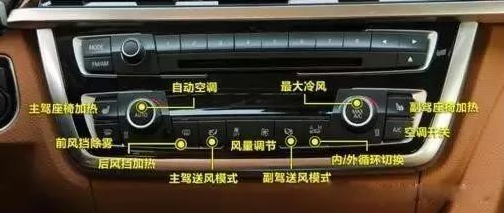 MODE
FM/AM
自动空调
最大冷风
主驾座椅加热
AUTO
MAX
A/C
副驾座椅加热
A/C
空调开关
前风挡除雾
后风挡加热
风量调节
主驾送风模式
副驾送风模式
内/外循环切换